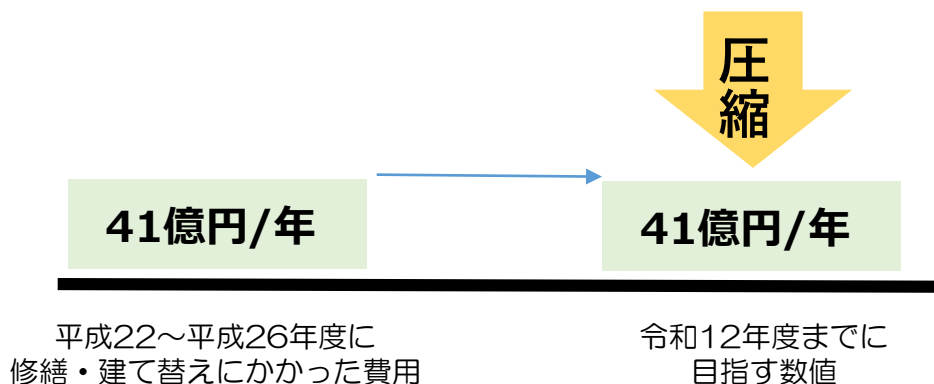 圧縮
41億円/年
41億円/年
平成22～平成26年度に
修繕・建て替えにかかった費用
令和12年度までに
目指す数値